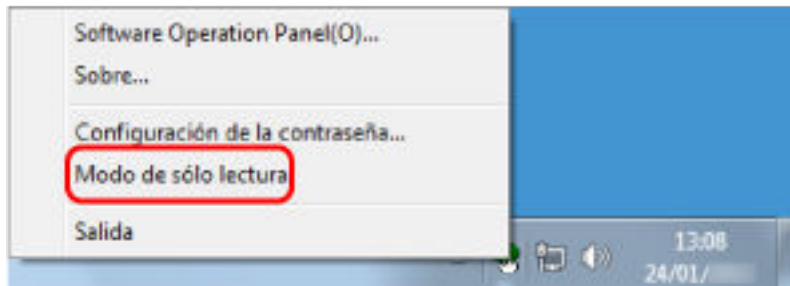 Software Operation Panel(O)...
Sobre...
Configuración de la contraseña...
Modo de sólo lectura
Salida
13:08
24/01/